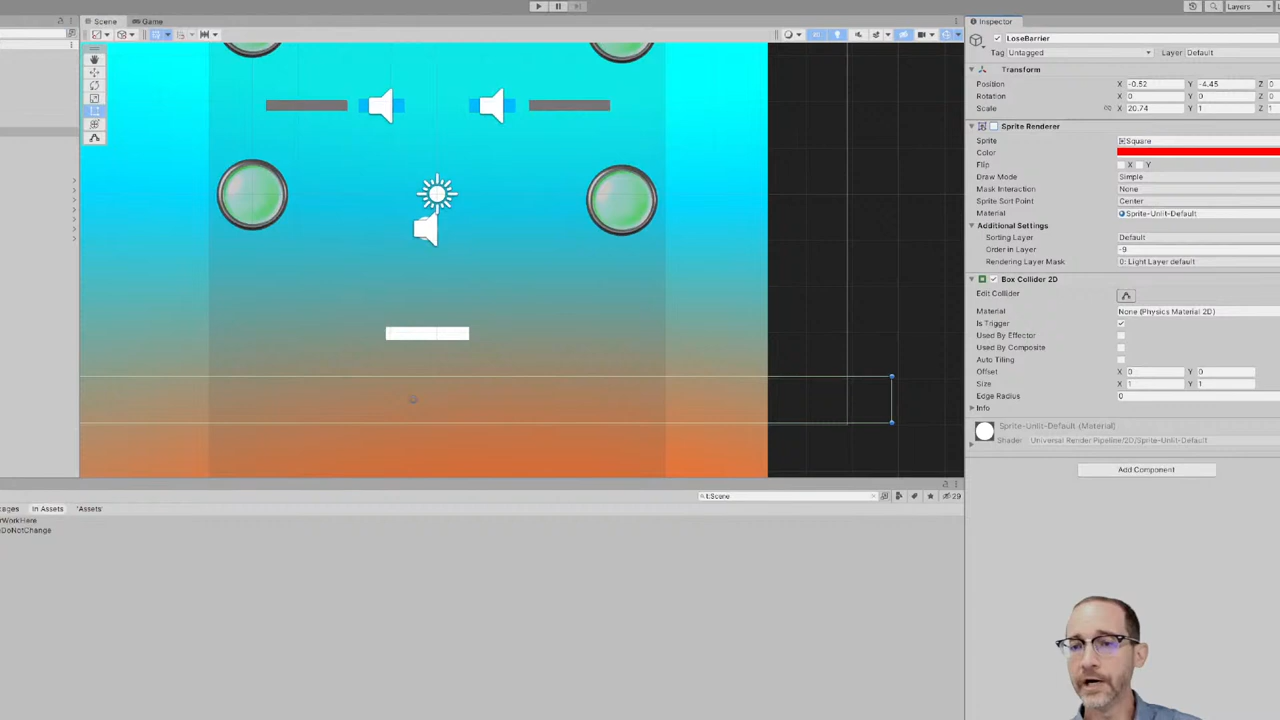 Layers
Scene
Game
Inspector
LoseBarrier
Tag Untagged Layer Default
Transform
Position X -0.52 Y -4.45 Z
Rotation X 0 Y 0 Z
Scale X 20.74 Y 1 Z 1
Sprite Renderer
Sprite Square
Color
Flip X Y
Draw Mode Simple
Mask Interaction None
Sprite Sort Point Center
Material Sprite-Unlit-Default
Additional Settings
Sorting Layer Default
Order in Layer -9
Rendering Layer Mask 0: Light Layer default
Box Collider 2D
Edit Collider
Material None (Physics Material 2D)
Is Trigger
Used By Effector
Used By Composite
Auto Tiling
Offset X 0 Y 0
Size X 1 Y 1
Edge Radius 0
Info
Sprite-Unlit-Default (Material)
Shader Universal Render Pipeline/2D/Sprite-Unlit-Default
Add Component
t:Scene
29
ages In Assets 'Assets'
rWorkHere
DoNotChange